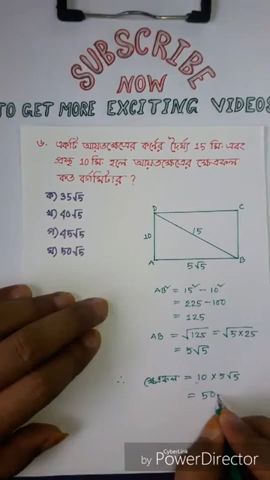 SUBSCRIBE
NOW
TO GET MORE EXCITING VIDEOS
৩. একটি আয়তক্ষেত্রের কর্নের দৈর্ঘ্য 15 মি এবং
প্রস্থ 10 মি হলে আয়তক্ষেত্রের ক্ষেত্রফল
কত বর্গমিটার ?
ক) 35√5
খ) 40√5
গ) 45√5
ঘ) 50√5
D
C
10
15
A
B
5√5
AB² = 15² - 10²
= 225 - 100
= 125
AB = √125 = √5×25
= 5√5
∴ ক্ষেত্রফল = 10 × 5√5
= 50
CyberLink
by PowerDirector